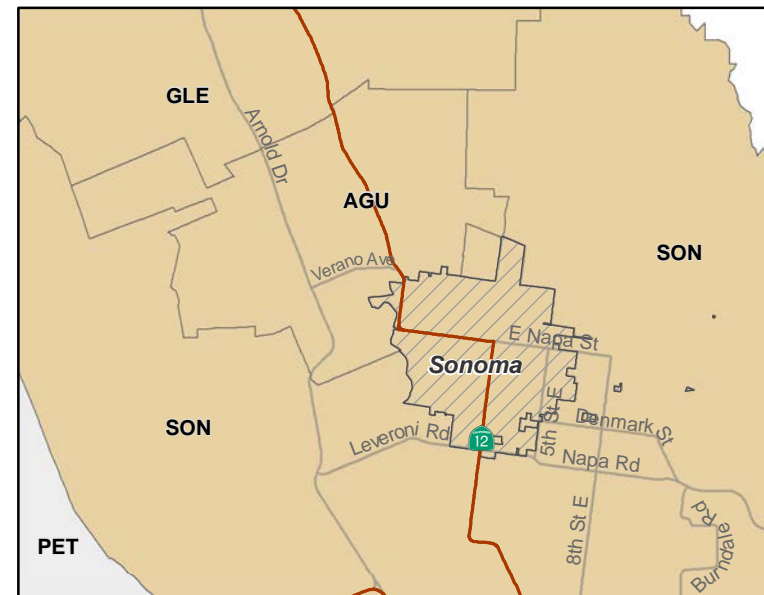 GLE
Arnold Dr
AGU
SON
Verano Ave
E Napa St
Sonoma
5th St E
Denmark St
SON
Leveroni Rd
12
Napa Rd
8th St E
Burndale Rd
PET